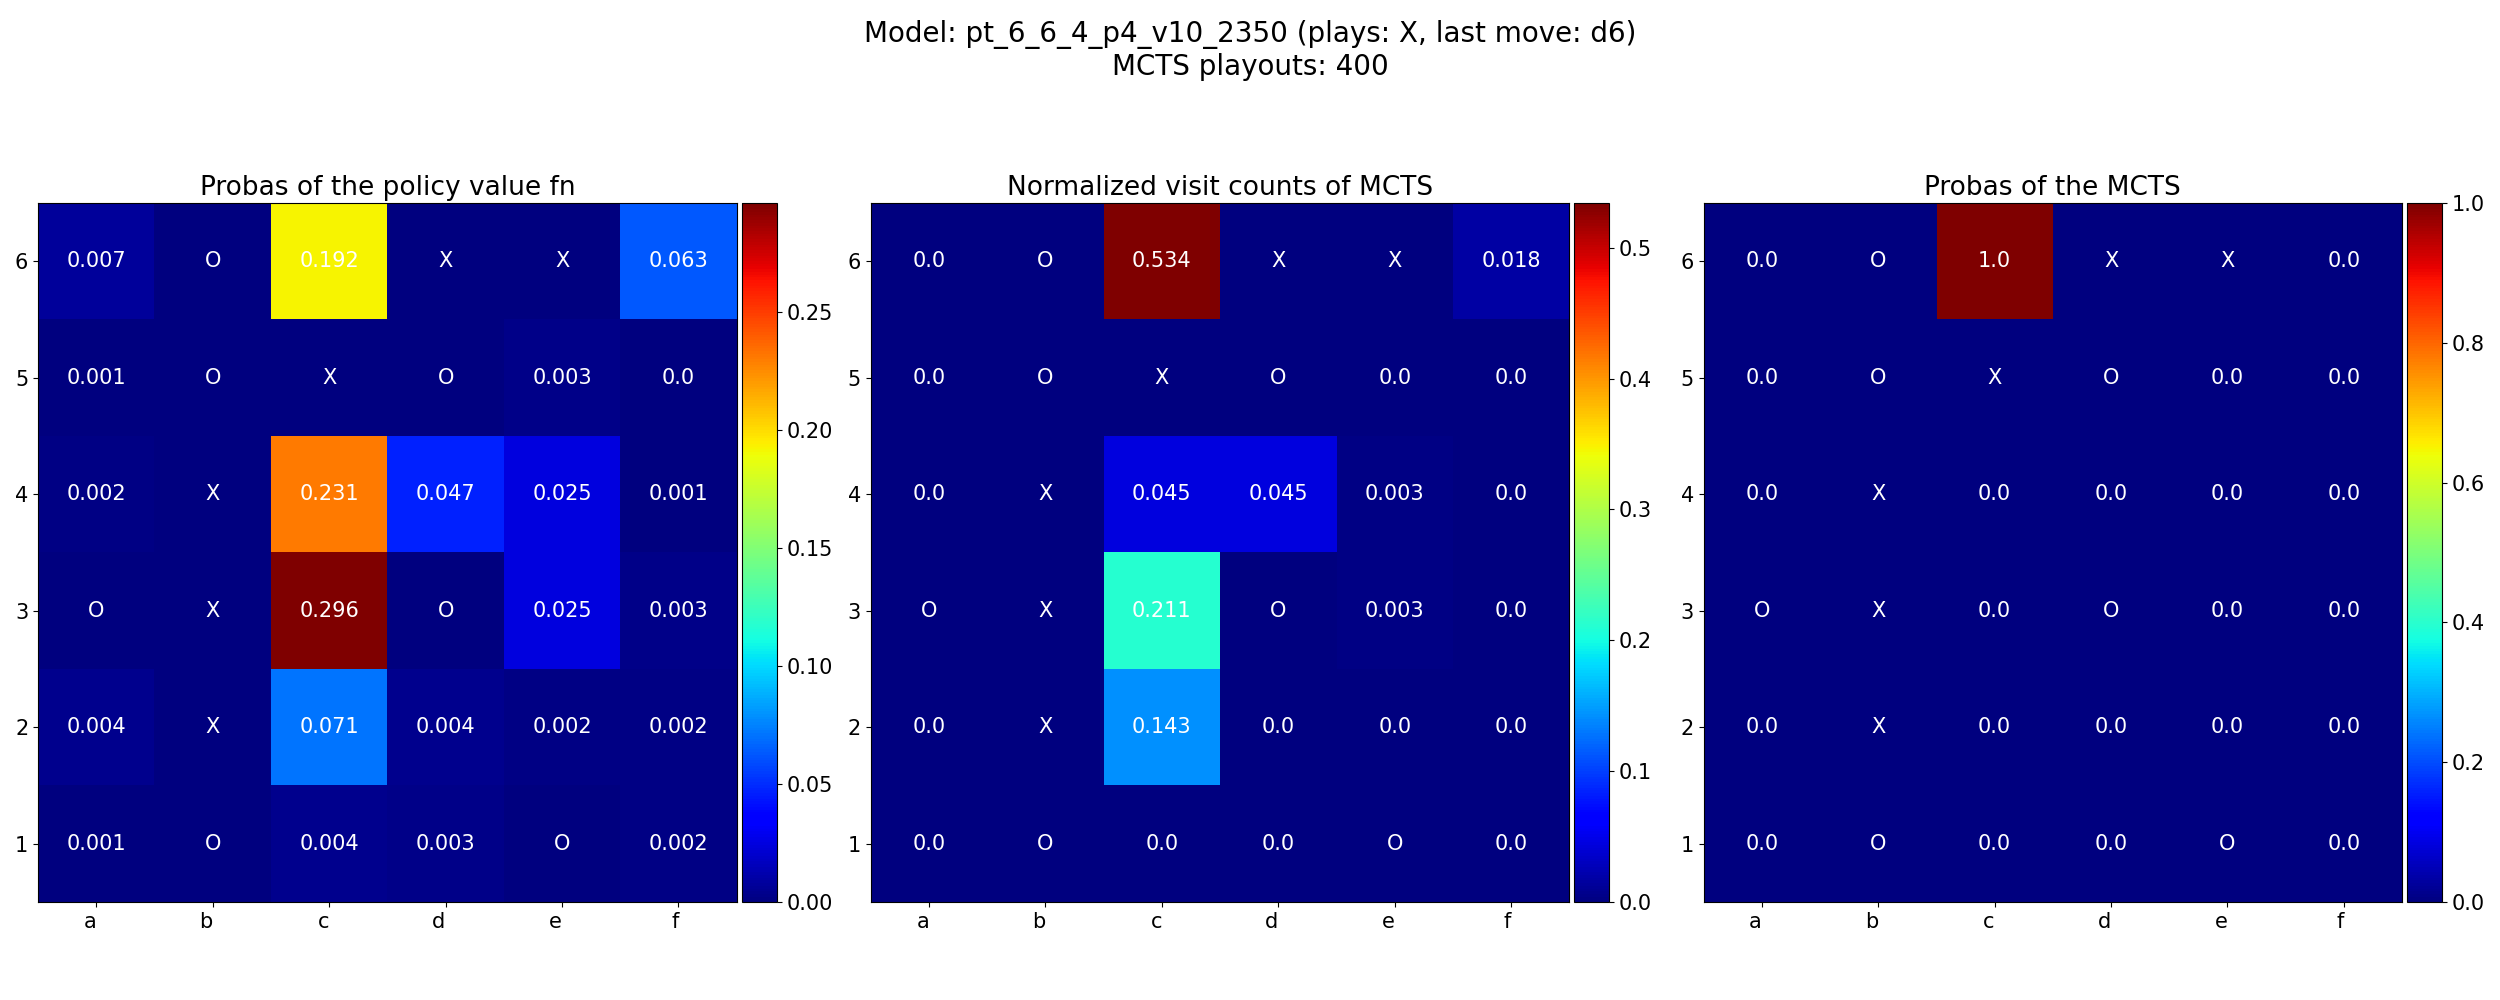 Model: pt_6_6_4_p4_v10_2350 (plays: X, last move: d6)
MCTS playouts: 400
Probas of the policy value fn
6 0.007 O 0.192 X X 0.063
5 0.001 O X O 0.003 0.0
4 0.002 X 0.231 0.047 0.025 0.001
3 O X 0.296 O 0.025 0.003
2 0.004 X 0.071 0.004 0.002 0.002
1 0.001 O 0.004 0.003 O 0.002
a b c d e f
0.25
0.20
0.15
0.10
0.05
0.00
Normalized visit counts of MCTS
6 0.0 O 0.534 X X 0.018
5 0.0 O X O 0.0 0.0
4 0.0 X 0.045 0.045 0.003 0.0
3 O X 0.211 O 0.003 0.0
2 0.0 X 0.143 0.0 0.0 0.0
1 0.0 O 0.0 0.0 O 0.0
a b c d e f
0.5
0.4
0.3
0.2
0.1
0.0
Probas of the MCTS
6 0.0 O 1.0 X X 0.0
5 0.0 O X O 0.0 0.0
4 0.0 X 0.0 0.0 0.0 0.0
3 O X 0.0 O 0.0 0.0
2 0.0 X 0.0 0.0 0.0 0.0
1 0.0 O 0.0 0.0 O 0.0
a b c d e f
1.0
0.8
0.6
0.4
0.2
0.0